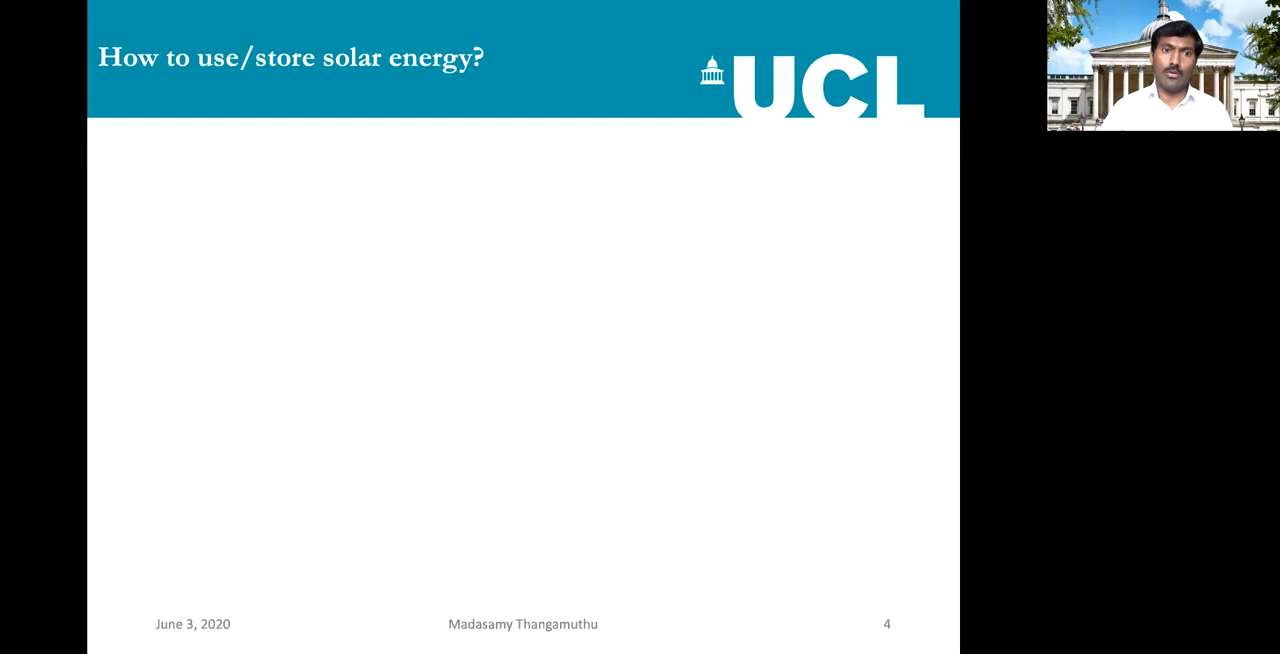 How to use/store solar energy?
UCL
June 3, 2020
Madasamy Thangamuthu
4